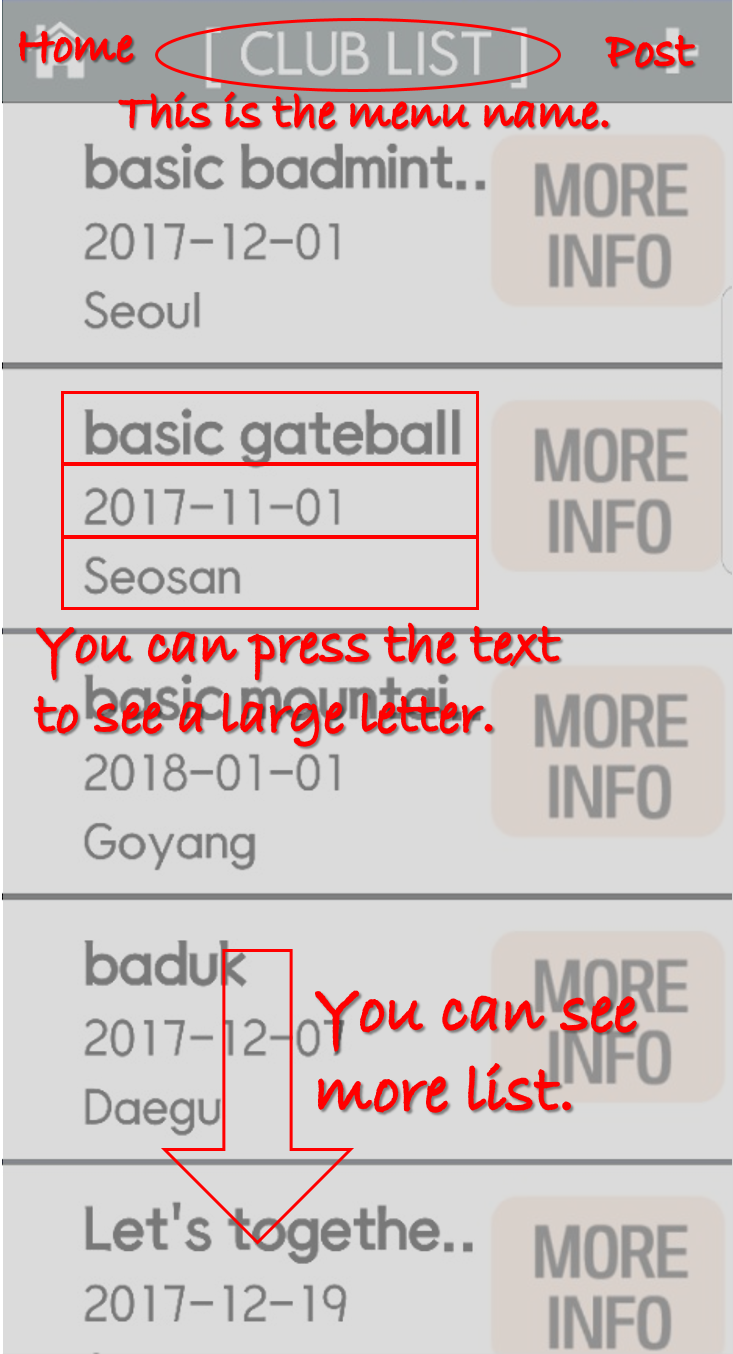 Home [ CLUB LIST ] Post
This is the menu name.
basic badmint..
MORE
INFO
2017-12-01
Seoul
basic gateball
MORE
INFO
2017-11-01
Seosan
You can press the text
to see a large letter.
basic mountai..
MORE
INFO
2018-01-01
Goyang
baduk
MORE
INFO
2017-12-07
Daegu
You can see
more list.
Let's togethe..
MORE
INFO
2017-12-19